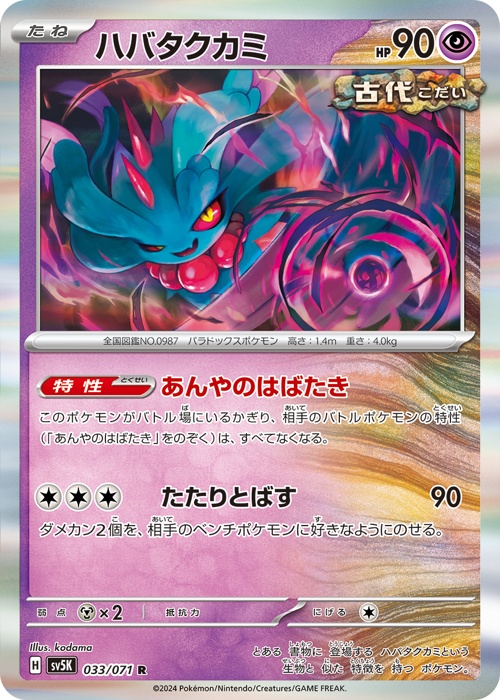 たね ハバタクカミ HP90
古代 こだい
全国図鑑NO.0987 パラドックスポケモン 高さ:1.4m 重さ:4.0kg
特性 とくせい あんやのはばたき
このポケモンがバトル場にいるかぎり、相手のバトルポケモンの特性
(「あんやのはばたき」をのぞく)は、すべてなくなる。
たたりとばす 90
ダメカン2個を、相手のベンチポケモンに好きなようにのせる。
弱点 ×2 抵抗力 にげる
Illus. kodama
H sv5K 033/071 R
とある 書物に 登場する ハバタクカミという
生物と 似た 特徴を 持つ ポケモン。
©2024 Pokémon/Nintendo/Creatures/GAME FREAK.